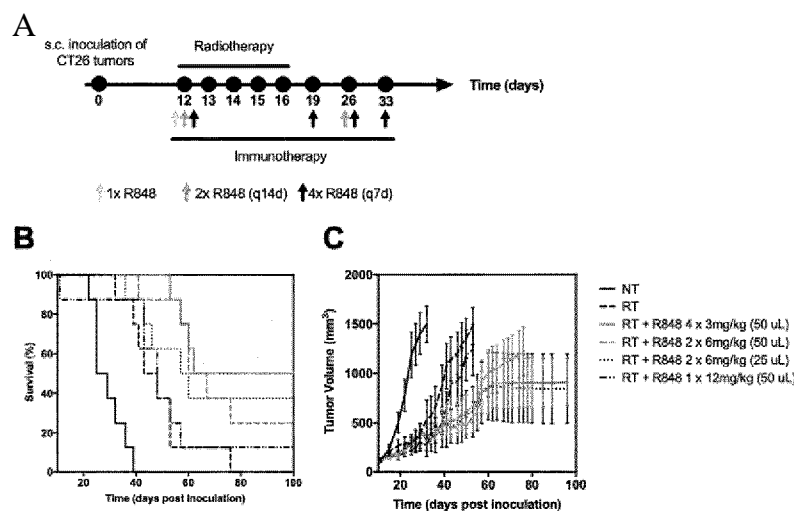 A
s.c. inoculation of
CT26 tumors
Radiotherapy
Time (days)
0 12 13 14 15 16 19 26 33
Immunotherapy
1x R848 2x R848 (q14d) 4x R848 (q7d)
B
Survival (%)
100
80
60
40
20
0
20 40 60 80 100
Time (days post Inoculation)
C
Tumor Volume (mm³)
2000
1500
1000
500
0
20 40 60 80 100
Time (days post inoculation)
NT
RT
RT + R848 4 x 3mg/kg (50 uL)
RT + R848 2 x 6mg/kg (50 uL)
RT + R848 2 x 6mg/kg (25 uL)
RT + R848 1 x 12mg/kg (50 uL)